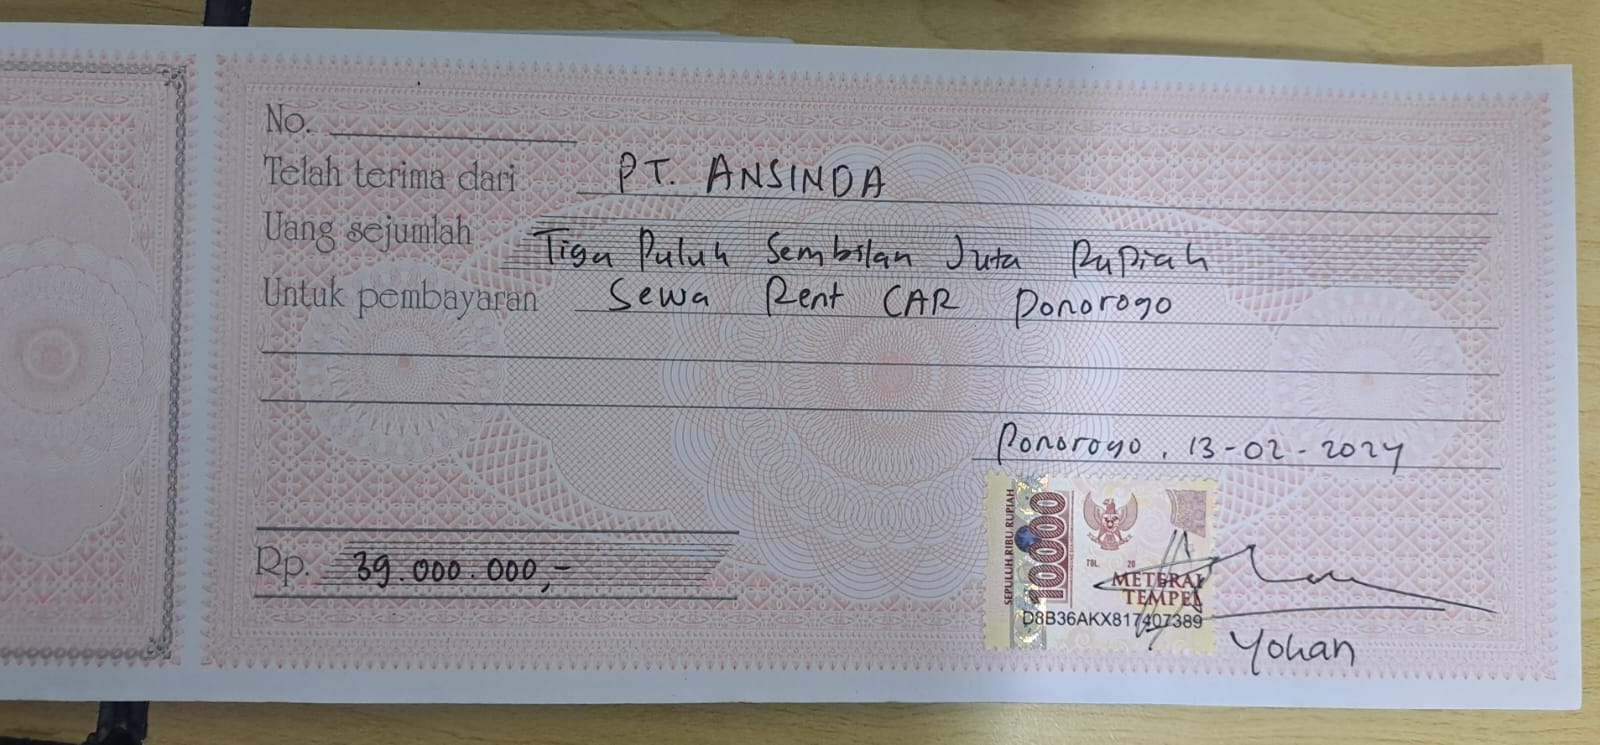 No.
Telah terima dari PT. ANSINDA
Uang sejumlah Tiga Puluh Sembilan Juta Rupiah
Untuk pembayaran Sewa Rent CAR Ponorogo
Ponorogo, 13-02-2024
Rp. 39.000.000,-
SEPULUH RIBU RUPIAH
10000
TGL. 20
METERAI
TEMPEL
D8B36AKX817407389
Yohan